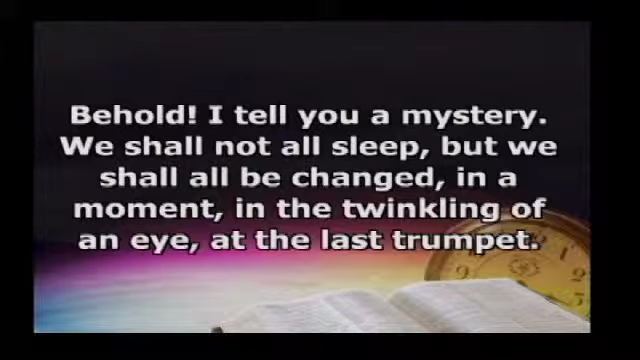 Behold! I tell you a mystery.
We shall not all sleep, but we
shall all be changed, in a
moment, in the twinkling of
an eye, at the last trumpet.